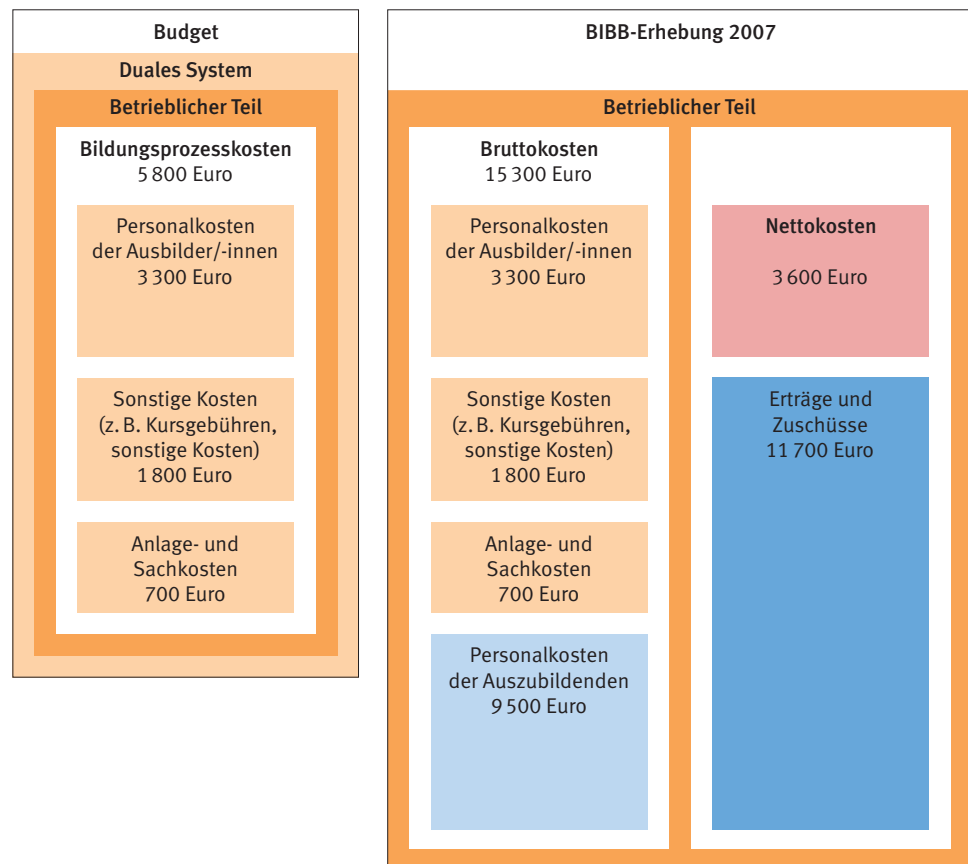 Budget
Duales System
Betrieblicher Teil
Bildungsprozesskosten
5 800 Euro
Personalkosten
der Ausbilder/-innen
3 300 Euro
Sonstige Kosten
(z. B. Kursgebühren,
sonstige Kosten)
1 800 Euro
Anlage- und
Sachkosten
700 Euro
BIBB-Erhebung 2007
Betrieblicher Teil
Bruttokosten
15 300 Euro
Personalkosten
der Ausbilder/-innen
3 300 Euro
Sonstige Kosten
(z. B. Kursgebühren,
sonstige Kosten)
1 800 Euro
Anlage- und
Sachkosten
700 Euro
Personalkosten
der Auszubildenden
9 500 Euro
Nettokosten
3 600 Euro
Erträge und
Zuschüsse
11 700 Euro